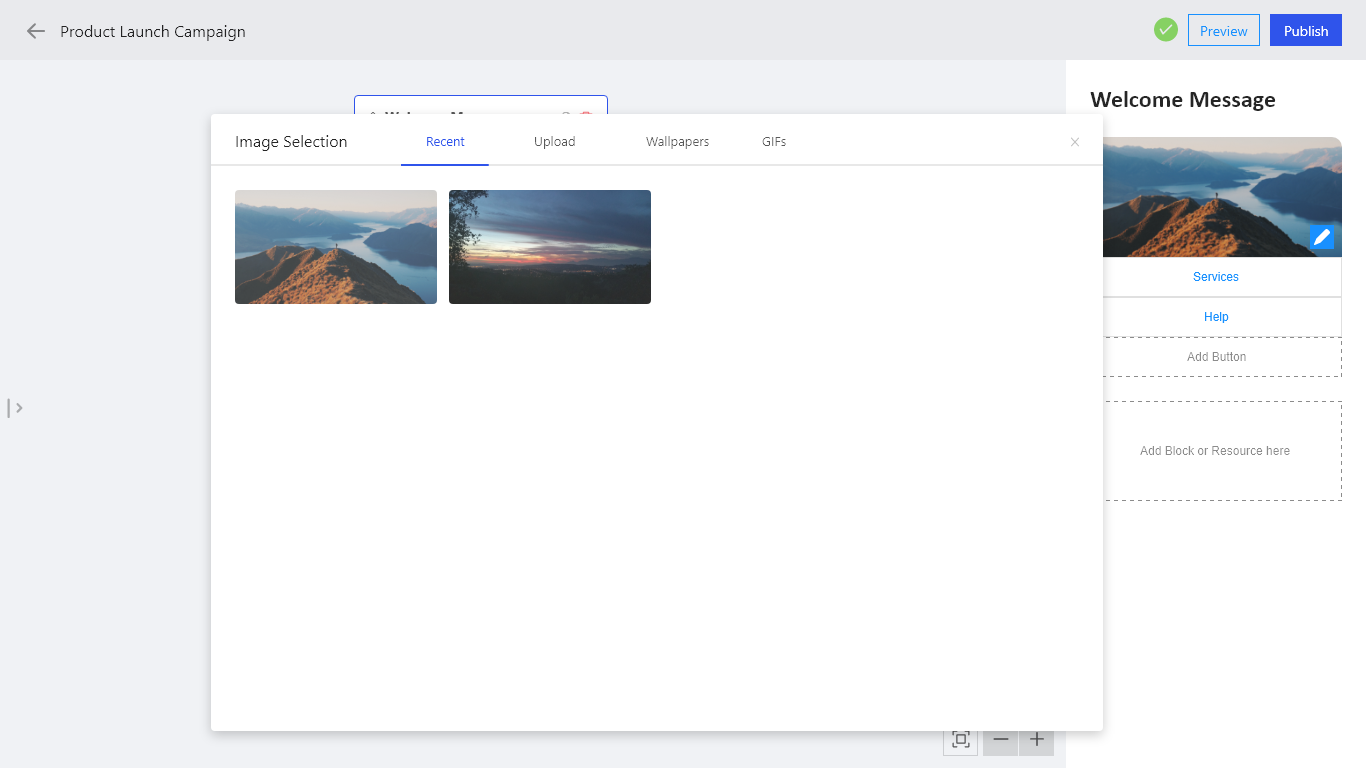 Product Launch Campaign
Preview
Publish
Welcome Message
Image Selection
Recent
Upload
Wallpapers
GIFs
Services
Help
Add Button
Add Block or Resource here